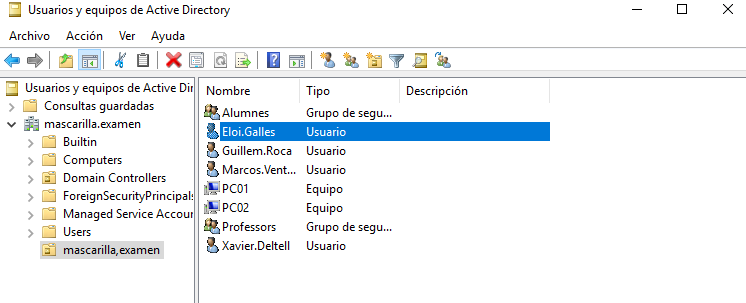 Usuarios y equipos de Active Directory
Archivo Acción Ver Ayuda
Usuarios y equipos de Active Dir
Consultas guardadas
mascarilla.examen
Builtin
Computers
Domain Controllers
ForeignSecurityPrincipals
Managed Service Accour
Users
mascarilla,examen
Nombre Tipo Descripción
Alumnes Grupo de segu...
Eloi.Galles Usuario
Guillem.Roca Usuario
Marcos.Vent... Usuario
PC01 Equipo
PC02 Equipo
Professors Grupo de segu...
Xavier.Deltell Usuario